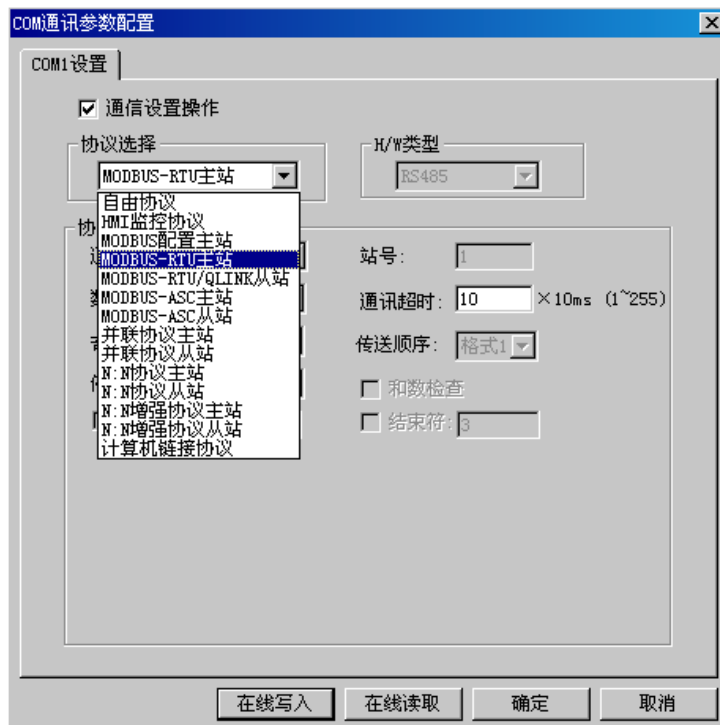 COM通讯参数配置
COM1设置
通信设置操作
协议选择
H/W类型
MODBUS-RTU主站
RS485
自由协议
HMI监控协议
MODBUS配置主站
MODBUS-RTU主站
MODBUS-RTU/QLINK从站
MODBUS-ASC主站
MODBUS-ASC从站
并联协议主站
并联协议从站
N:N协议主站
N:N协议从站
N:N增强协议主站
N:N增强协议从站
计算机链接协议
协
站号: 1
通讯超时: 10 ×10ms (1~255)
传送顺序: 格式1
和数检查
结束符: 3
在线写入 在线读取 确定 取消